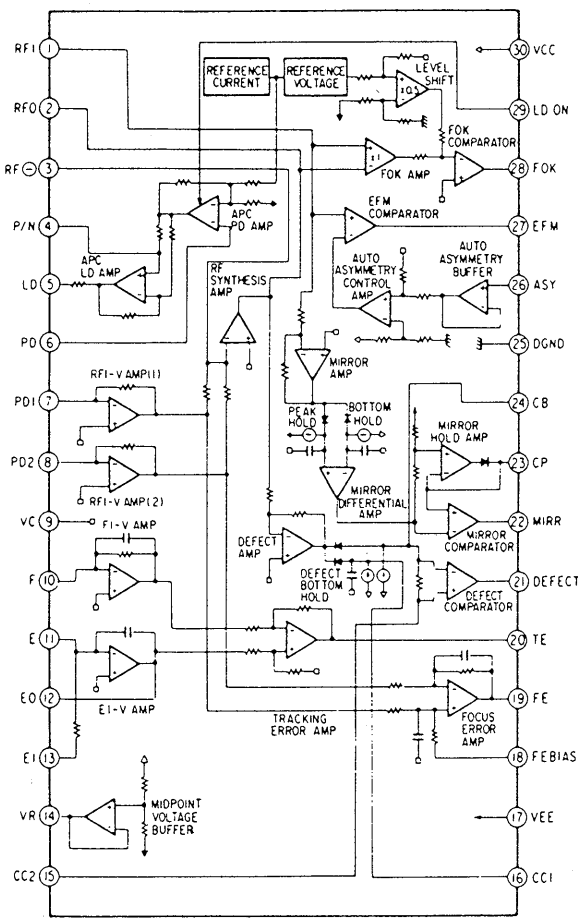 RFI 1
RFO 2
RF⊖ 3
P/N 4
LD 5
PD 6
PD1 7
PD2 8
VC 9
F 10
E 11
EO 12
EI 13
VR 14
CC2 15
30 VCC
29 LD ON
28 FOK
27 EFM
26 ASY
25 DGND
24 CB
23 CP
22 MIRR
21 DEFECT
20 TE
19 FE
18 FEBIAS
17 VEE
16 CC1
REFERENCE
CURRENT
REFERENCE
VOLTAGE
LEVEL
SHIFT
x0.5
FOK
COMPARATOR
x1
FOK AMP
EFM
COMPARATOR
APC
PD AMP
APC
LD AMP
RF
SYNTHESIS
AMP
AUTO
ASYMMETRY
CONTROL
AMP
AUTO
ASYMMETRY
BUFFER
MIRROR
AMP
RFI-V AMP(1)
PEAK
HOLD
BOTTOM
HOLD
MIRROR
HOLD AMP
RFI-V AMP(2)
MIRROR
DIFFERENTIAL
AMP
MIRROR
COMPARATOR
FI-V AMP
DEFECT
AMP
DEFECT
BOTTOM
HOLD
DEFECT
COMPARATOR
EI-V AMP
TRACKING
ERROR AMP
FOCUS
ERROR
AMP
MIDPOINT
VOLTAGE
BUFFER